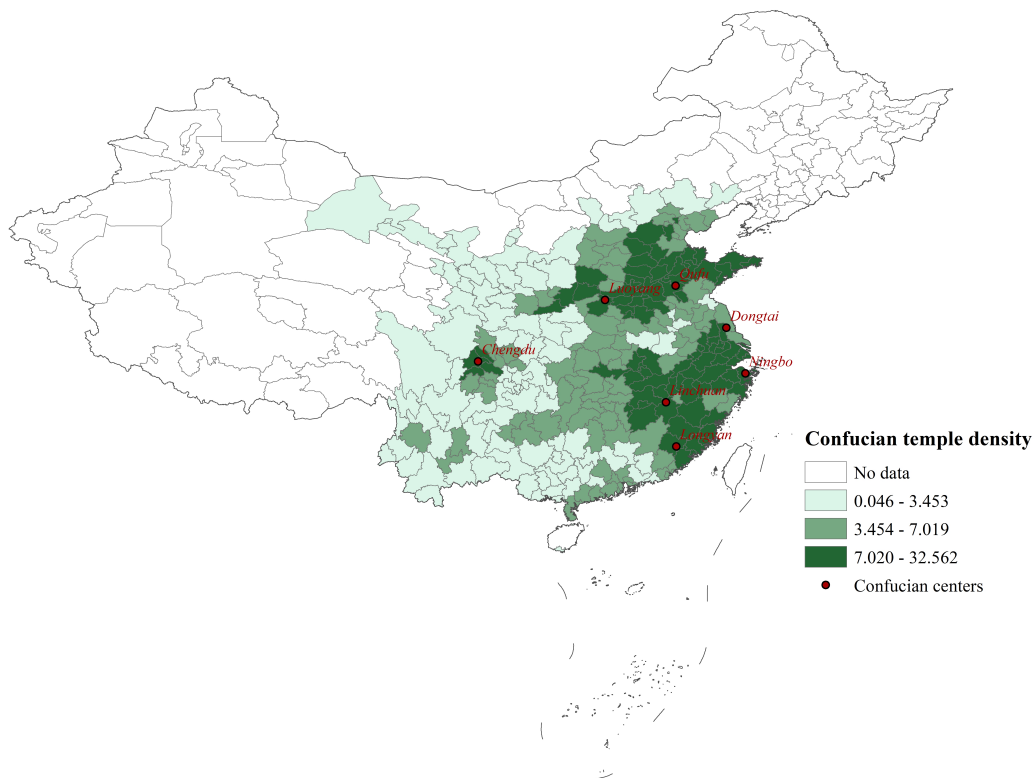 Qufu
Luoyang
Dongtai
Chengdu
Ningbo
Linchuan
Longyan
Confucian temple density
No data
0.046 - 3.453
3.454 - 7.019
7.020 - 32.562
Confucian centers